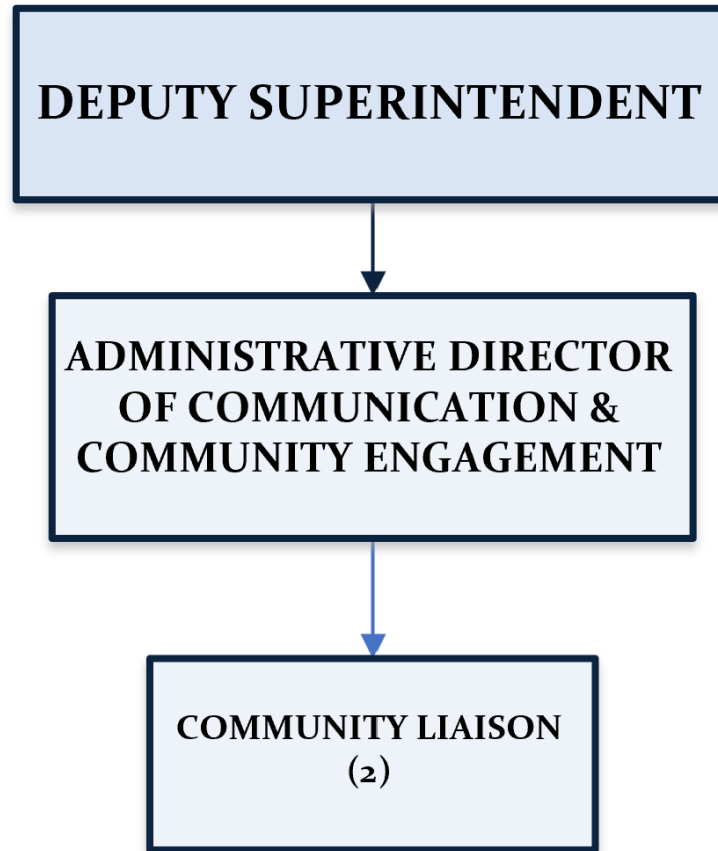 DEPUTY SUPERINTENDENT
ADMINISTRATIVE DIRECTOR
OF COMMUNICATION &
COMMUNITY ENGAGEMENT
COMMUNITY LIAISON
(2)